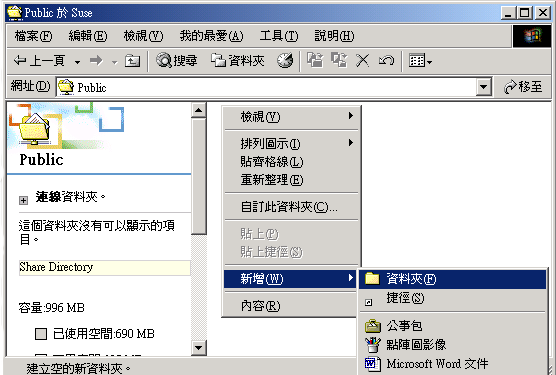 Public 於 Suse
檔案(F) 編輯(E) 檢視(V) 我的最愛(A) 工具(T) 說明(H)
上一頁 搜尋 資料夾
網址(D) Public 移至
Public
連線資料夾。
這個資料夾沒有可以顯示的項
目。
Share Directory
容量:996 MB
已使用空間:690 MB
檢視(V)
排列圖示(I)
貼齊格線(L)
重新整理(E)
自訂此資料夾(C)...
貼上(P)
貼上捷徑(S)
新增(W)
內容(R)
資料夾(F)
捷徑(S)
公事包
點陣圖影像
Microsoft Word 文件
建立空的新資料夾。